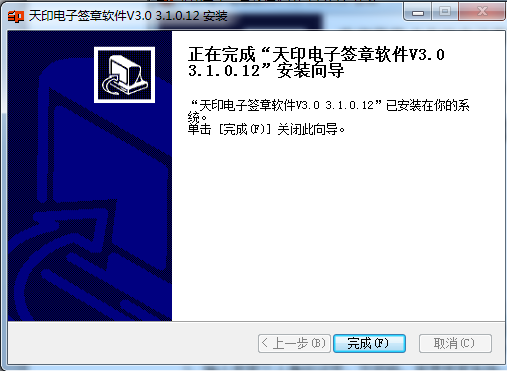 天印电子签章软件V3.0 3.1.0.12 安装
正在完成“天印电子签章软件V3.0
3.1.0.12”安装向导
“天印电子签章软件V3.0 3.1.0.12”已安装在你的系
统。
单击 [完成(F)] 关闭此向导。
< 上一步(B)
完成(F)
取消(C)